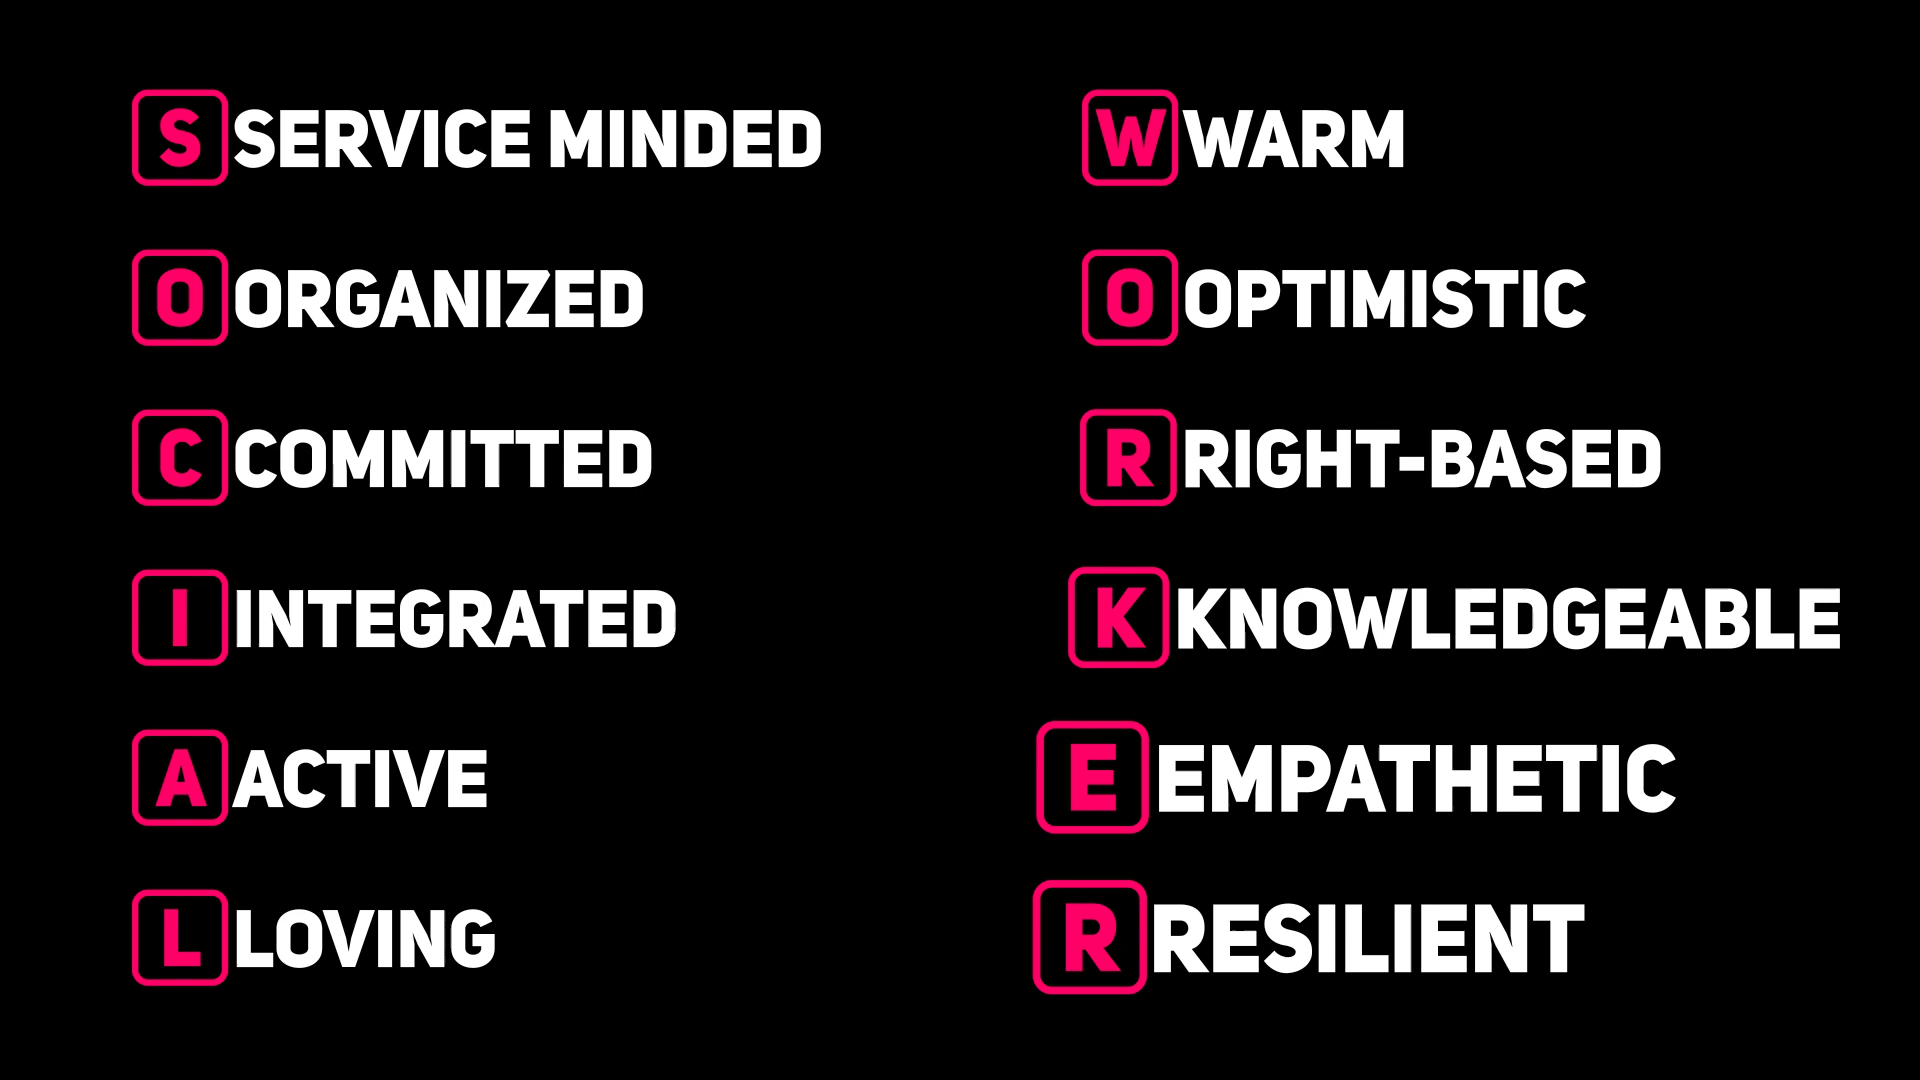 S SERVICE MINDED
O ORGANIZED
C COMMITTED
I INTEGRATED
A ACTIVE
L LOVING
W WARM
O OPTIMISTIC
R RIGHT-BASED
K KNOWLEDGEABLE
E EMPATHETIC
R RESILIENT